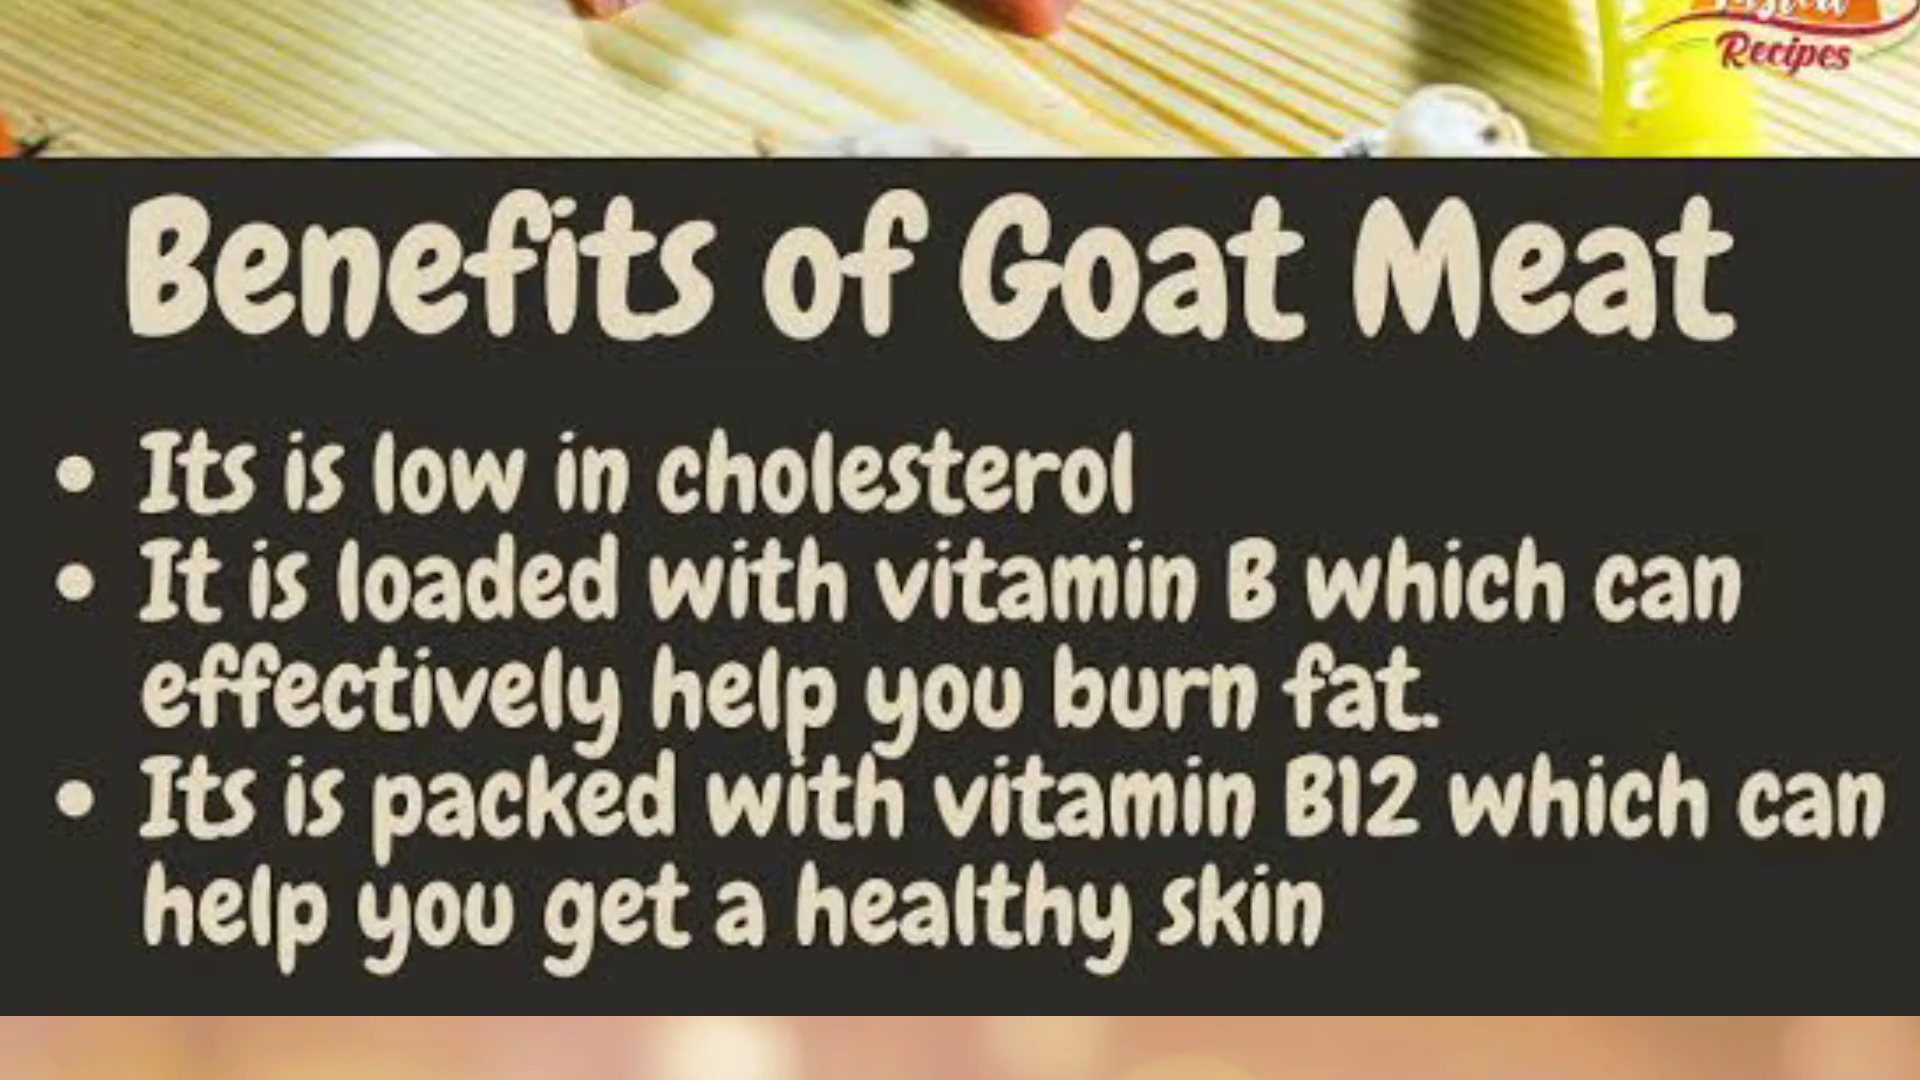 Recipes
Benefits of Goat Meat
• Its is low in cholesterol
• It is loaded with vitamin B which can
effectively help you burn fat.
• Its is packed with vitamin B12 which can
help you get a healthy skin